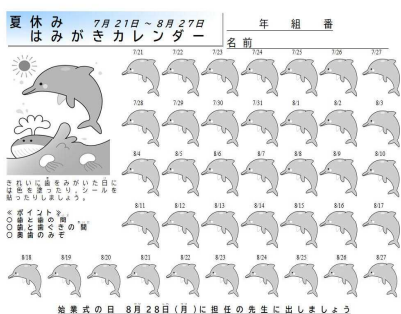 夏休み 7月21日～8月27日
はみがきカレンダー
年 組 番
名前
7/21 7/22 7/23 7/24 7/25 7/26 7/27
7/28 7/29 7/30 7/31 8/1 8/2 8/3
8/4 8/5 8/6 8/7 8/8 8/9 8/10
きれいに歯をみがいた日に
は色を塗ったり、シールを
貼ったりしましょう。
≪ポイント≫
○歯と歯の間
○歯と歯ぐきの間
○奥歯のみぞ
8/11 8/12 8/13 8/14 8/15 8/16 8/17
8/18 8/19 8/20 8/21 8/22 8/23 8/24 8/25 8/26 8/27
始業式の日 8月28日(月)に担任の先生に出しましょう